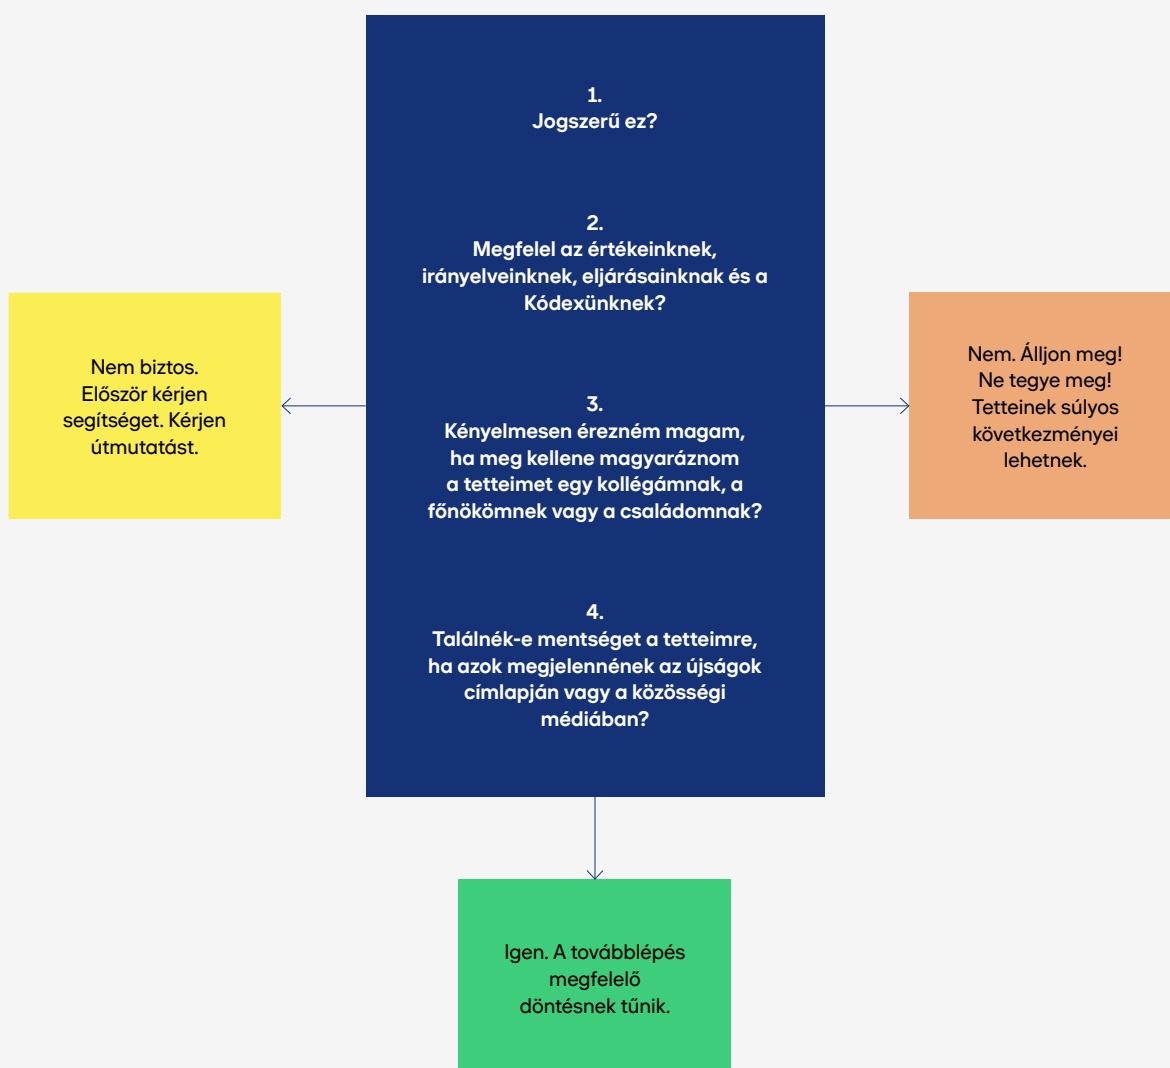 1.
Jogszerű ez?
2.
Megfelel az értékeinknek,
irányelveinknek, eljárásainknak és a
Kódexünknek?
3.
Kényelmesen érezném magam,
ha meg kellene magyaráznom
a tetteimet egy kollégámnak, a
főnökömnek vagy a családomnak?
4.
Találnék-e mentséget a tetteimre,
ha azok megjelennének az újságok
címlapján vagy a közösségi
médiában?
Nem biztos.
Először kérjen
segítséget. Kérjen
útmutatást.
Nem. Álljon meg!
Ne tegye meg!
Tetteinek súlyos
következményei
lehetnek.
Igen. A továbblépés
megfelelő
döntésnek tűnik.